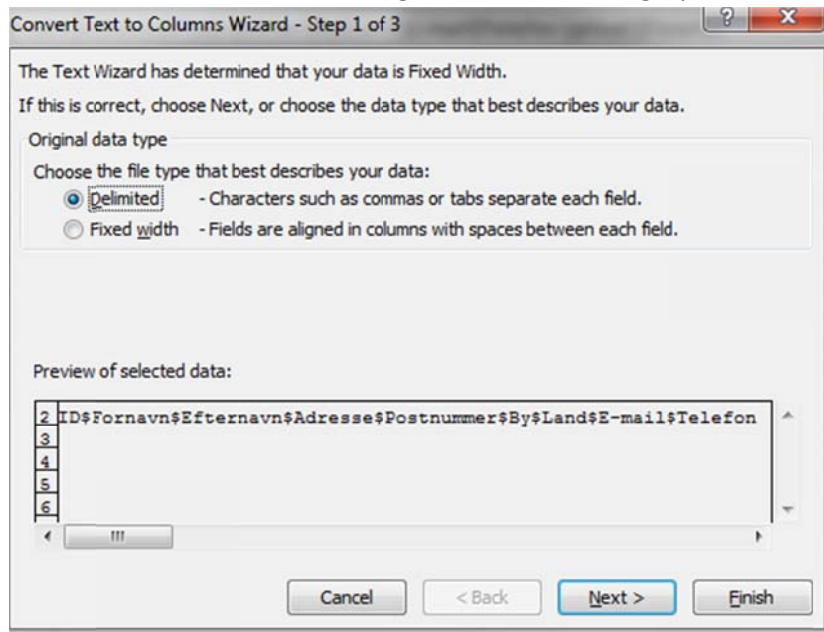 Convert Text to Columns Wizard - Step 1 of 3
The Text Wizard has determined that your data is Fixed Width.
If this is correct, choose Next, or choose the data type that best describes your data.
Original data type
Choose the file type that best describes your data:
Delimited - Characters such as commas or tabs separate each field.
Fixed width - Fields are aligned in columns with spaces between each field.
Preview of selected data:
2 ID$Fornavn$Efternavn$Adresse$Postnummer$By$Land$E-mail$Telefon
3
4
5
6
Cancel < Back Next > Finish